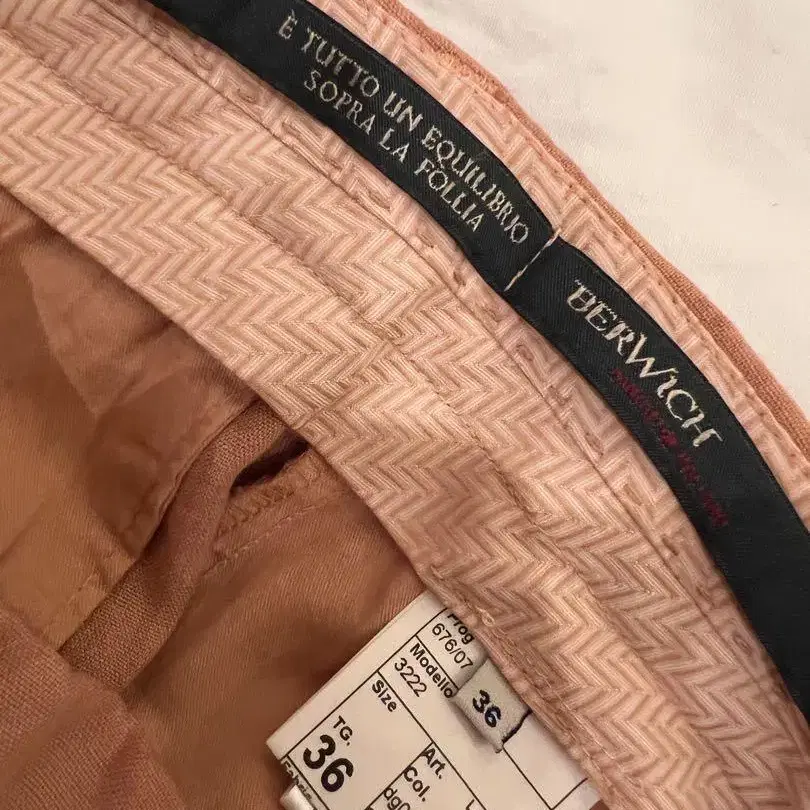 È TUTTO UN EQUILIBRIO
SOPRA LA FOLLIA
BERWICH
Prog
676/07
Modello
3222
36
Size
TG.
36
Art.
Col.